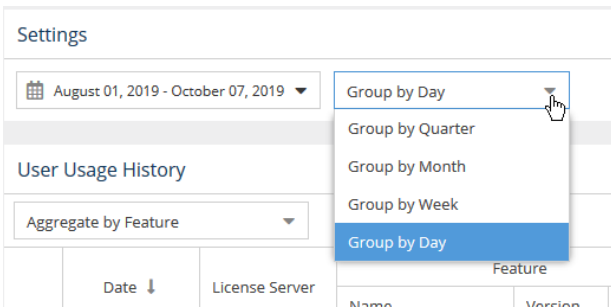 Settings
August 01, 2019 - October 07, 2019
Group by Day
Group by Quarter
Group by Month
Group by Week
Group by Day
User Usage History
Aggregate by Feature
Feature
Date ↓
License Server
Name
Version